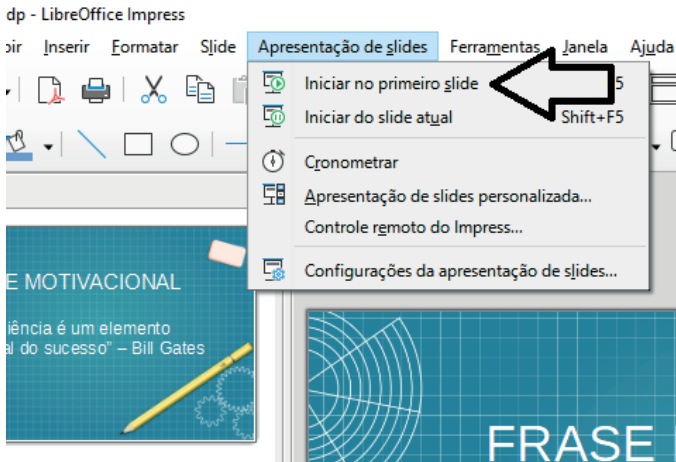 dp - LibreOffice Impress
bir Inserir Formatar Slide Apresentação de slides Ferramentas Janela Ajuda
Iniciar no primeiro slide 5
Iniciar do slide atual Shift+F5
Cronometrar
Apresentação de slides personalizada...
Controle remoto do Impress...
Configurações da apresentação de slides...
E MOTIVACIONAL
iência é um elemento
al do sucesso" – Bill Gates
FRASE